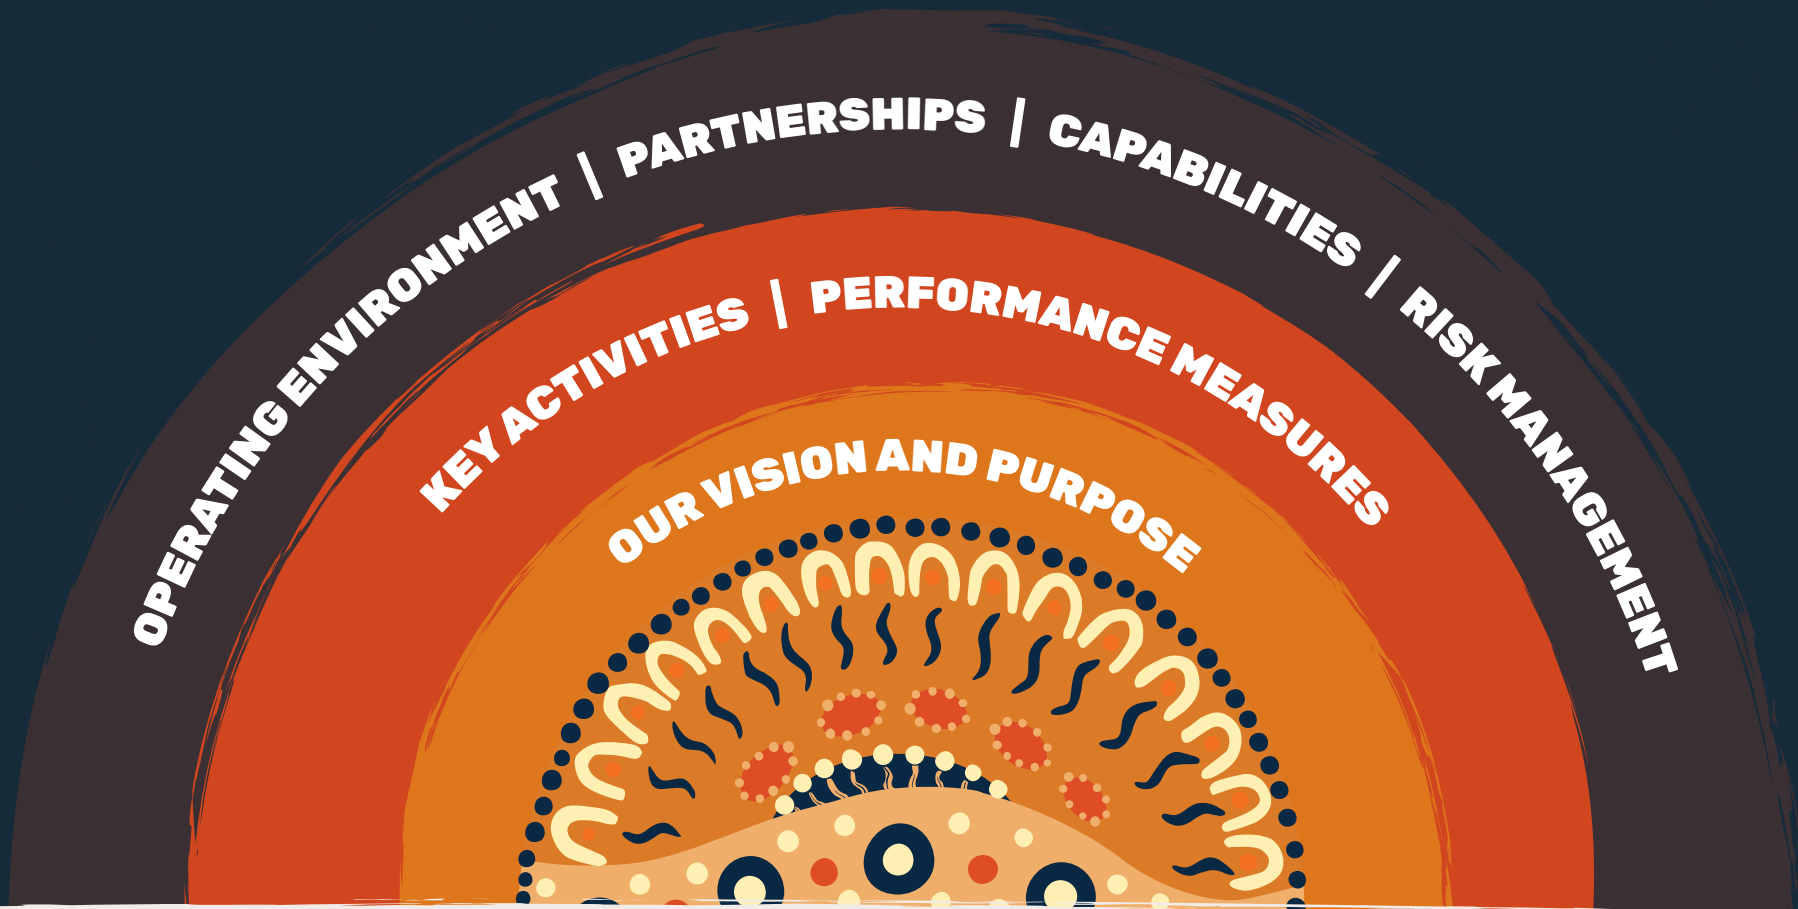 OPERATING ENVIRONMENT | PARTNERSHIPS | CAPABILITIES | RISK MANAGEMENT
KEY ACTIVITIES | PERFORMANCE MEASURES
OUR VISION AND PURPOSE